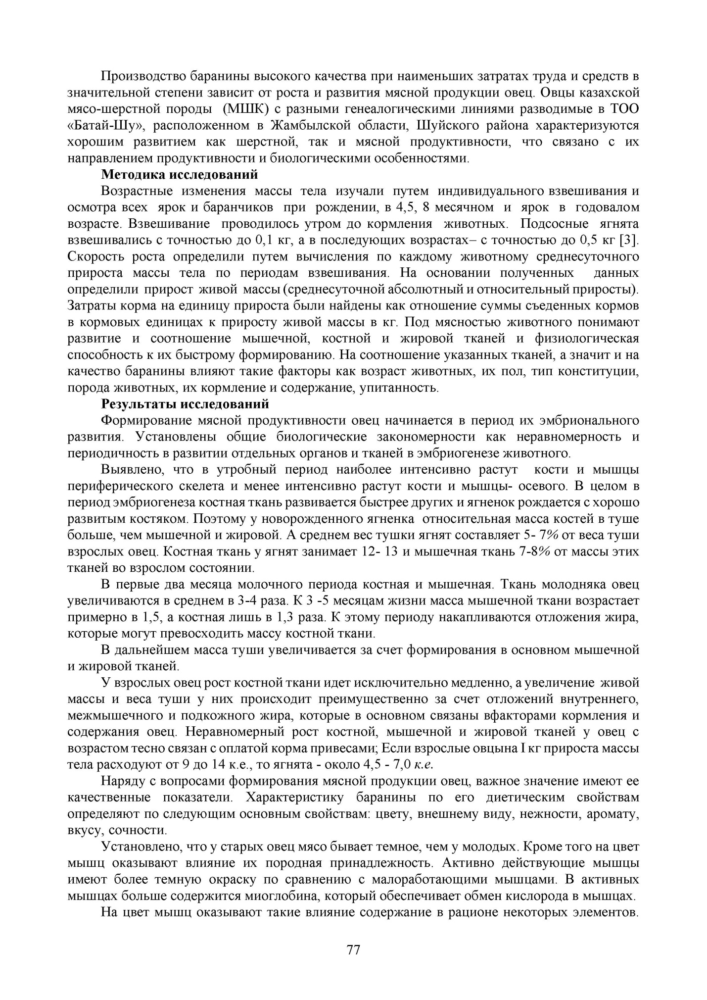 Производство баранины высокого качества при наименьших затратах труда и средств в
значительной степени зависит от роста и развития мясной продукции овец. Овцы казахской
мясо-шерстной породы (МШК) с разными генеалогическими линиями разводимые в ТОО
«Батай-Шу», расположенном в Жамбылской области, Шуйского района характеризуются
хорошим развитием как шерстной, так и мясной продуктивности, что связано с их
направлением продуктивности и биологическими особенностями.
Методика исследований
Возрастные изменения массы тела изучали путем индивидуального взвешивания и
осмотра всех ярок и баранчиков при рождении, в 4,5, 8 месячном и ярок в годовалом
возрасте. Взвешивание проводилось утром до кормления животных. Подсосные ягнята
взвешивались с точностью до 0,1 кг, а в последующих возрастах– с точностью до 0,5 кг [3].
Скорость роста определили путем вычисления по каждому животному среднесуточного
прироста массы тела по периодам взвешивания. На основании полученных данных
определили прирост живой массы (среднесуточной абсолютный и относительный приросты).
Затраты корма на единицу прироста были найдены как отношение суммы съеденных кормов
в кормовых единицах к приросту живой массы в кг. Под мясностью животного понимают
развитие и соотношение мышечной, костной и жировой тканей и физиологическая
способность к их быстрому формированию. На соотношение указанных тканей, а значит и на
качество баранины влияют такие факторы как возраст животных, их пол, тип конституции,
порода животных, их кормление и содержание, упитанность.
Результаты исследований
Формирование мясной продуктивности овец начинается в период их эмбрионального
развития. Установлены общие биологические закономерности как неравномерность и
периодичность в развитии отдельных органов и тканей в эмбриогенезе животного.
Выявлено, что в утробный период наиболее интенсивно растут кости и мышцы
периферического скелета и менее интенсивно растут кости и мышцы- осевого. В целом в
период эмбриогенеза костная ткань развивается быстрее других и ягненок рождается с хорошо
развитым костяком. Поэтому у новорожденного ягненка относительная масса костей в туше
больше, чем мышечной и жировой. А среднем вес тушки ягнят составляет 5- 7% от веса туши
взрослых овец. Костная ткань у ягнят занимает 12- 13 и мышечная ткань 7-8% от массы этих
тканей во взрослом состоянии.
В первые два месяца молочного периода костная и мышечная. Ткань молодняка овец
увеличиваются в среднем в 3-4 раза. К 3 -5 месяцам жизни масса мышечной ткани возрастает
примерно в 1,5, а костная лишь в 1,3 раза. К этому периоду накапливаются отложения жира,
которые могут превосходить массу костной ткани.
В дальнейшем масса туши увеличивается за счет формирования в основном мышечной
и жировой тканей.
У взрослых овец рост костной ткани идет исключительно медленно, а увеличение живой
массы и веса туши у них происходит преимущественно за счет отложений внутреннего,
межмышечного и подкожного жира, которые в основном связаны вфакторами кормления и
содержания овец. Неравномерный рост костной, мышечной и жировой тканей у овец с
возрастом тесно связан с оплатой корма привесами; Если взрослые овцына I кг прироста массы
тела расходуют от 9 до 14 к.е., то ягнята - около 4,5 - 7,0 к.е.
Наряду с вопросами формирования мясной продукции овец, важное значение имеют ее
качественные показатели. Характеристику баранины по его диетическим свойствам
определяют по следующим основным свойствам: цвету, внешнему виду, нежности, аромату,
вкусу, сочности.
Установлено, что у старых овец мясо бывает темное, чем у молодых. Кроме того на цвет
мышц оказывают влияние их породная принадлежность. Активно действующие мышцы
имеют более темную окраску по сравнению с малоработающими мышцами. В активных
мышцах больше содержится миоглобина, который обеспечивает обмен кислорода в мышцах.
На цвет мышц оказывают такие влияние содержание в рационе некоторых элементов.
77